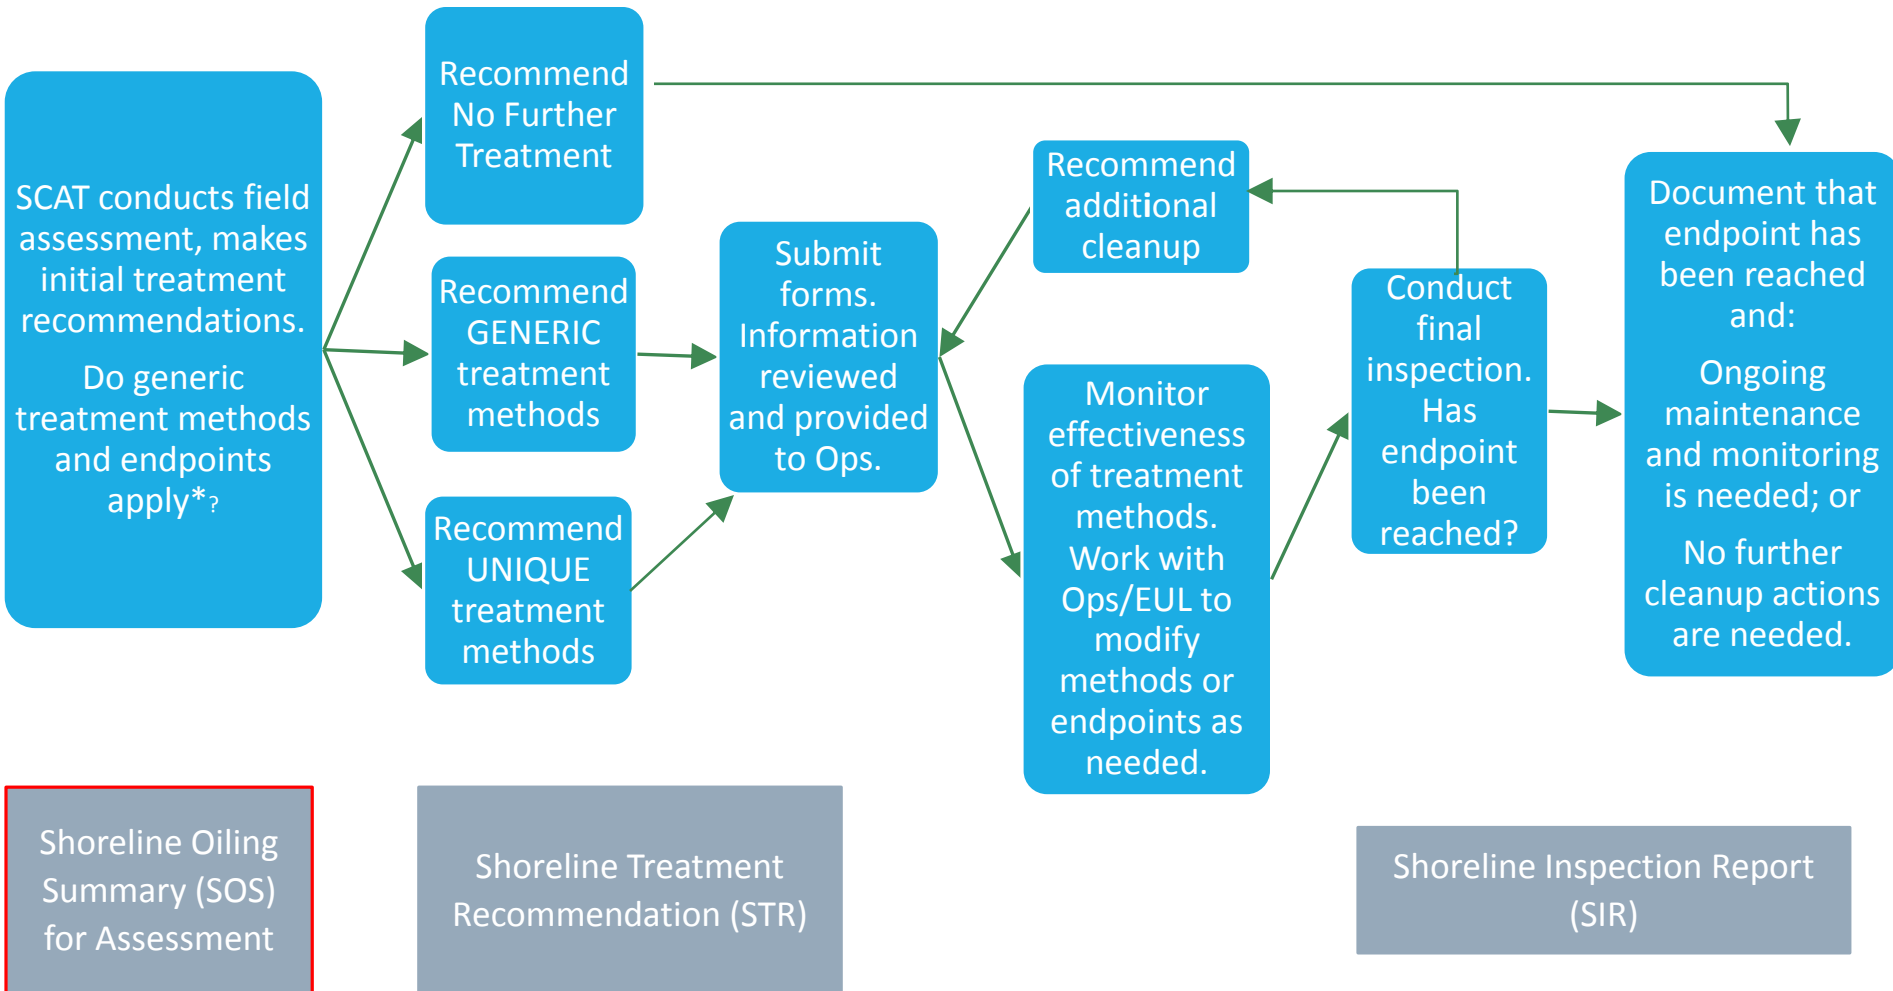 SCAT conducts field
assessment, makes
initial treatment
recommendations.
Do generic
treatment methods
and endpoints
apply*?
Recommend
No Further
Treatment
Recommend
GENERIC
treatment
methods
Recommend
UNIQUE
treatment
methods
Submit
forms.
Information
reviewed
and provided
to Ops.
Recommend
additional
cleanup
Monitor
effectiveness
of treatment
methods.
Work with
Ops/EUL to
modify
methods or
endpoints as
needed.
Conduct
final
inspection.
Has
endpoint
been
reached?
Document that
endpoint has
been reached
and:
Ongoing
maintenance
and monitoring
is needed; or
No further
cleanup actions
are needed.
Shoreline Oiling
Summary (SOS)
for Assessment
Shoreline Treatment
Recommendation (STR)
Shoreline Inspection Report
(SIR)